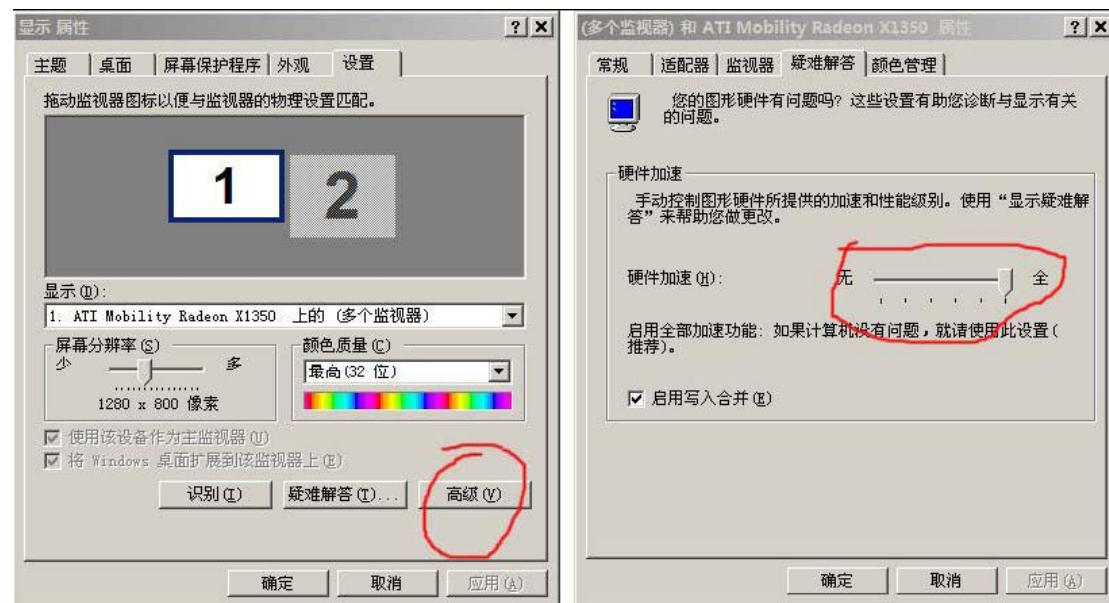 显示 属性
主题 桌面 屏幕保护程序 外观 设置
拖动监视器图标以便与监视器的物理设置匹配。
1
2
显示(D):
1. ATI Mobility Radeon X1350 上的 (多个监视器)
屏幕分辨率(S)
少 多
1280 x 800 像素
颜色质量(C)
最高(32 位)
使用该设备作为主监视器(U)
将 Windows 桌面扩展到该监视器上(E)
识别(I) 疑难解答(T)... 高级(V)
确定 取消 应用(A)
(多个监视器) 和 ATI Mobility Radeon X1350 属性
常规 适配器 监视器 疑难解答 颜色管理
您的图形硬件有问题吗? 这些设置有助您诊断与显示有关
的问题。
硬件加速
手动控制图形硬件所提供的加速和性能级别。使用“显示疑难解
答”来帮助您做更改。
硬件加速(H): 无 全
启用全部加速功能: 如果计算机没有问题，就请使用此设置(
推荐)。
启用写入合并(E)
确定 取消 应用(A)